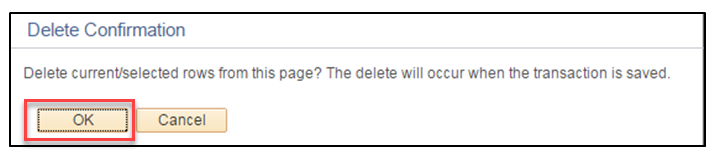 Delete Confirmation
Delete current/selected rows from this page? The delete will occur when the transaction is saved.
OK Cancel